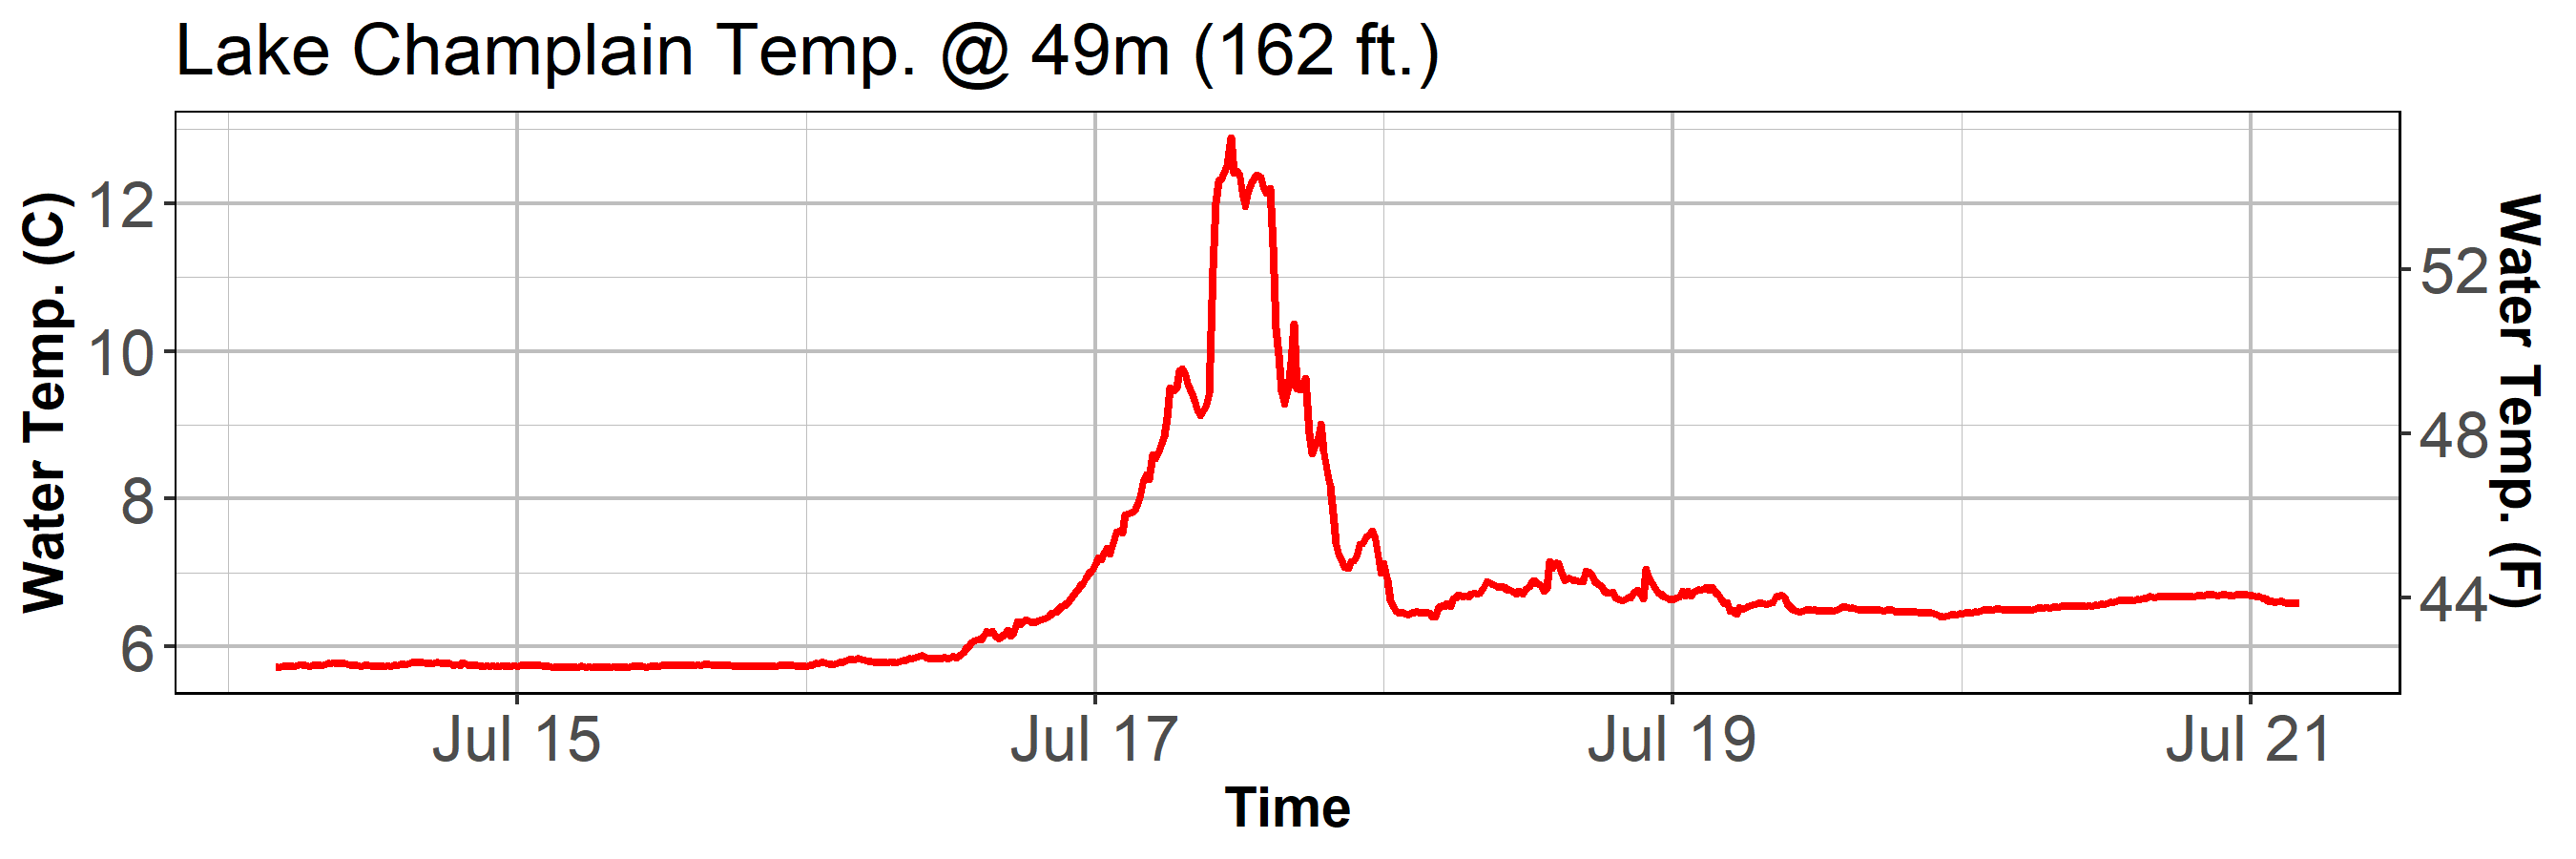 Lake Champlain Temp. @ 49m (162 ft.)
Water Temp. (C)
12
10
8
6
52
48
44
Water Temp. (F)
Jul 15
Jul 17
Jul 19
Jul 21
Time